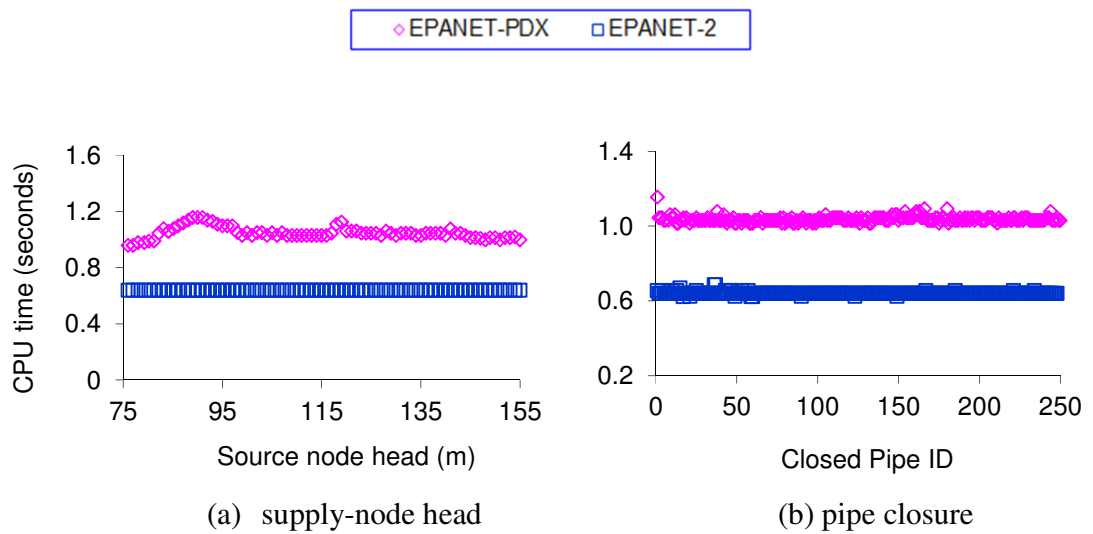 EPANET-PDX EPANET-2
CPU time (seconds)
1.6
1.2
0.8
0.4
0
75 95 115 135 155
Source node head (m)
(a) supply-node head
1.4
1.0
0.6
0.2
0 50 100 150 200 250
Closed Pipe ID
(b) pipe closure